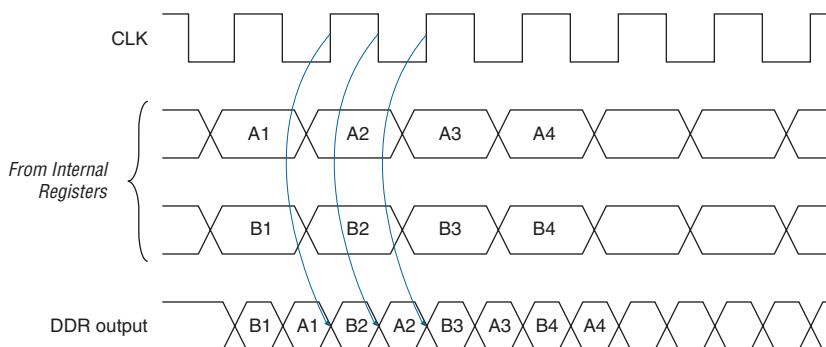 CLK
A1 A2 A3 A4
From Internal
Registers
B1 B2 B3 B4
DDR output B1 A1 B2 A2 B3 A3 B4 A4